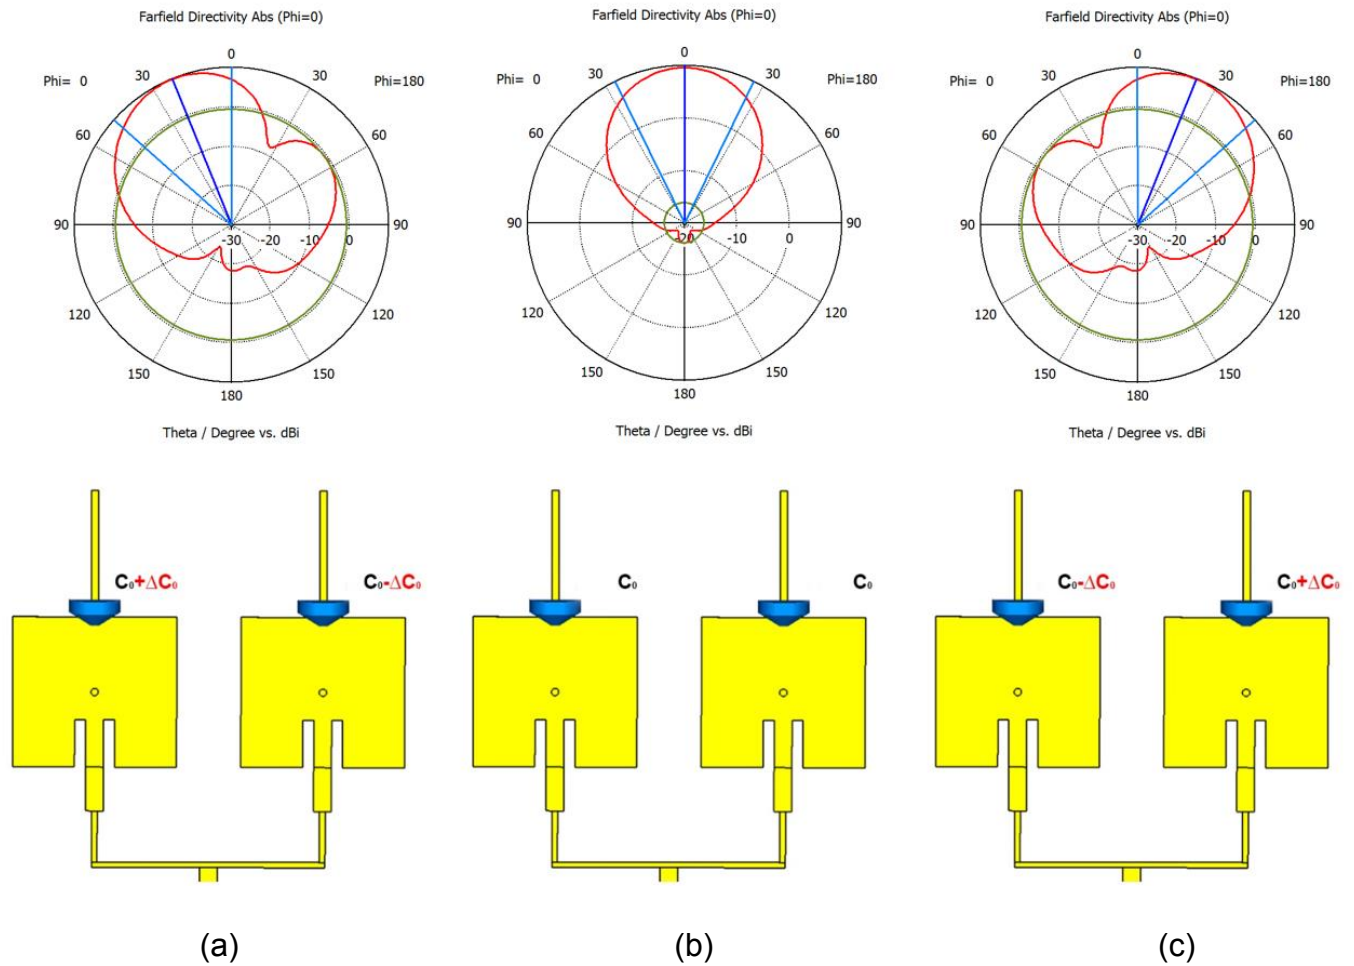 Farfield Directivity Abs (Phi=0)
Phi= 0
Phi=180
0
30
30
60
60
90
90
-30
-20
-10
0
120
120
150
150
180
Theta / Degree vs. dBi
Farfield Directivity Abs (Phi=0)
Phi= 0
Phi=180
0
30
30
60
60
90
90
-20
-10
0
120
120
150
150
180
Theta / Degree vs. dBi
Farfield Directivity Abs (Phi=0)
Phi= 0
Phi=180
0
30
30
60
60
90
90
-30
-20
-10
0
120
120
150
150
180
Theta / Degree vs. dBi
C₀+ΔC₀
C₀-ΔC₀
C₀
C₀
C₀-ΔC₀
C₀+ΔC₀
(a)
(b)
(c)